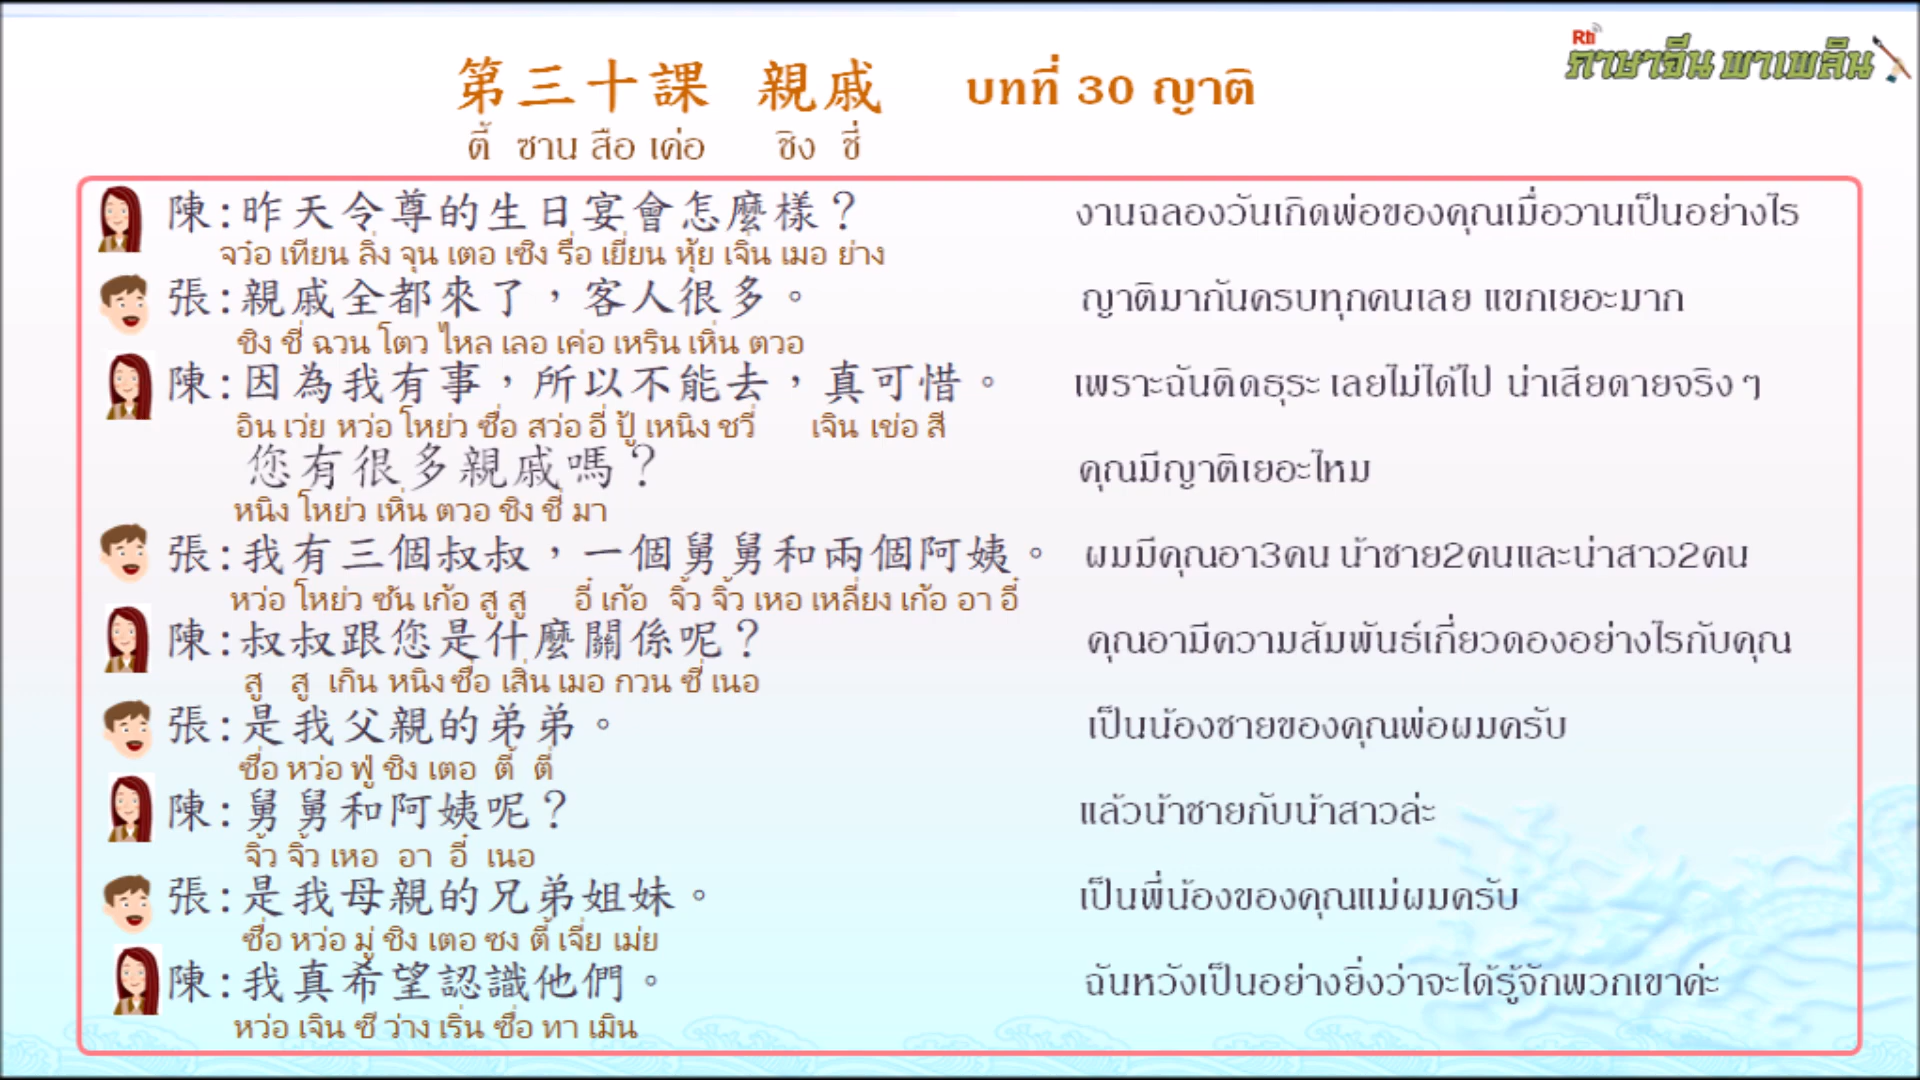 Rti
ภาษาจีน พาเพลิน
第三十課 親戚 บทที่ 30 ญาติ
ตี้ ซาน สือ เค่อ ชิง ชี่
陳:昨天令尊的生日宴會怎麼樣? งานฉลองวันเกิดพ่อของคุณเมื่อวานเป็นอย่างไร
จว๋อ เทียน ลิ่ง จุน เตอ เซิง รื่อ เยี่ยน หุ้ย เจิ่น เมอ ย่าง
張:親戚全都來了,客人很多。 ญาติมากันครบทุกคนเลย แขกเยอะมาก
ชิง ชี่ ฉวน โตว ไหล เลอ เค่อ เหริน เหิ่น ตวอ
陳:因為我有事,所以不能去,真可惜。 เพราะฉันติดธุระ เลยไม่ได้ไป น่าเสียดายจริง ๆ
อิน เว่ย หว่อ โหย่ว ซื่อ สว่อ อี่ ปู้ เหนิง ชวี่ เจิน เข่อ สี
您有很多親戚嗎? คุณมีญาติเยอะไหม
หนิง โหย่ว เหิ่น ตวอ ชิง ชี่ มา
張:我有三個叔叔,一個舅舅和兩個阿姨。 ผมมีคุณอา3คน น้าชาย2คนและน่าสาว2คน
หว่อ โหย่ว ซัน เก้อ สู สู อี๋ เก้อ จิ้ว จิ้ว เหอ เหลี่ยง เก้อ อา อี๋
陳:叔叔跟您是什麼關係呢? คุณอามีความสัมพันธ์เกี่ยวดองอย่างไรกับคุณ
สู สู เกิน หนิง ซื่อ เสิ่น เมอ กวน ซี่ เนอ
張:是我父親的弟弟。 เป็นน้องชายของคุณพ่อผมครับ
ซื่อ หว่อ ฟู่ ชิง เตอ ตี้ ตี่
陳:舅舅和阿姨呢? แล้วน้าชายกับน้าสาวล่ะ
จิ้ว จิ้ว เหอ อา อี๋ เนอ
張:是我母親的兄弟姐妹。 เป็นพี่น้องของคุณแม่ผมครับ
ซื่อ หว่อ มู่ ชิง เตอ ซง ตี้ เจี่ย เม่ย
陳:我真希望認識他們。 ฉันหวังเป็นอย่างยิ่งว่าจะได้รู้จักพวกเขาค่ะ
หว่อ เจิน ซี ว่าง เริ่น ซื่อ ทา เมิน